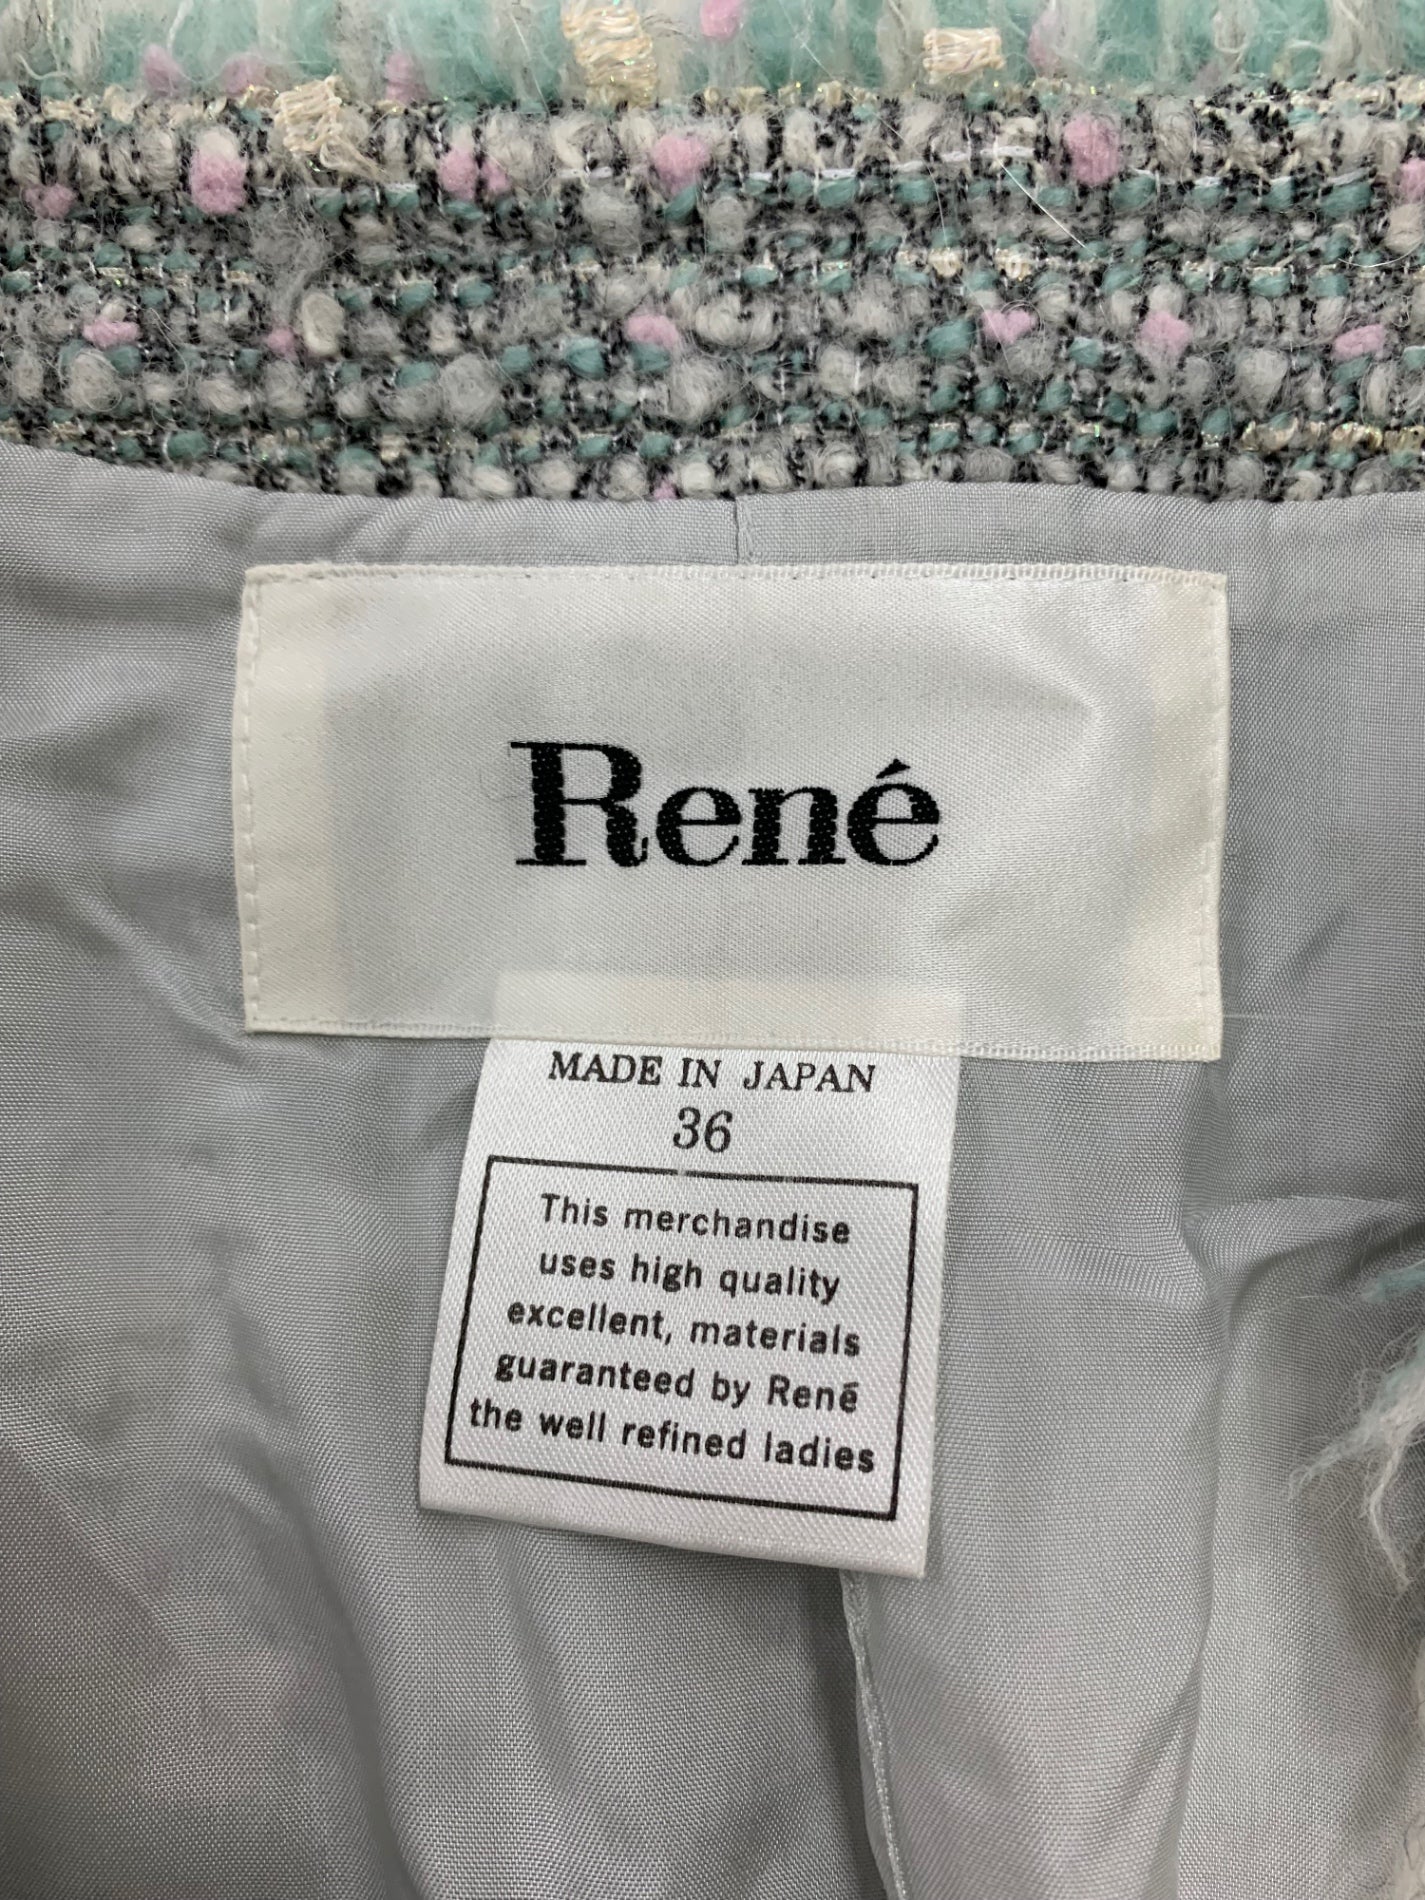 René
MADE IN JAPAN
36
This merchandise
uses high quality
excellent, materials
guaranteed by René
the well refined ladies